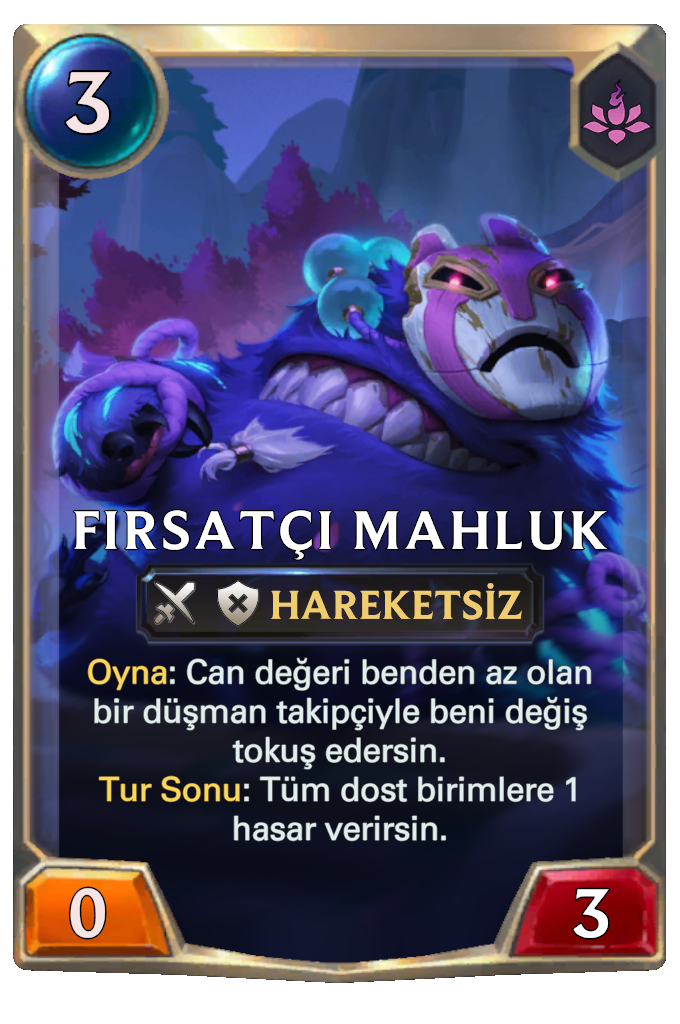 3
FIRSATÇI MAHLUK
HAREKETSİZ
Oyna: Can değeri benden az olan
bir düşman takipçiyle beni değiş
tokuş edersin.
Tur Sonu: Tüm dost birimlere 1
hasar verirsin.
0
3